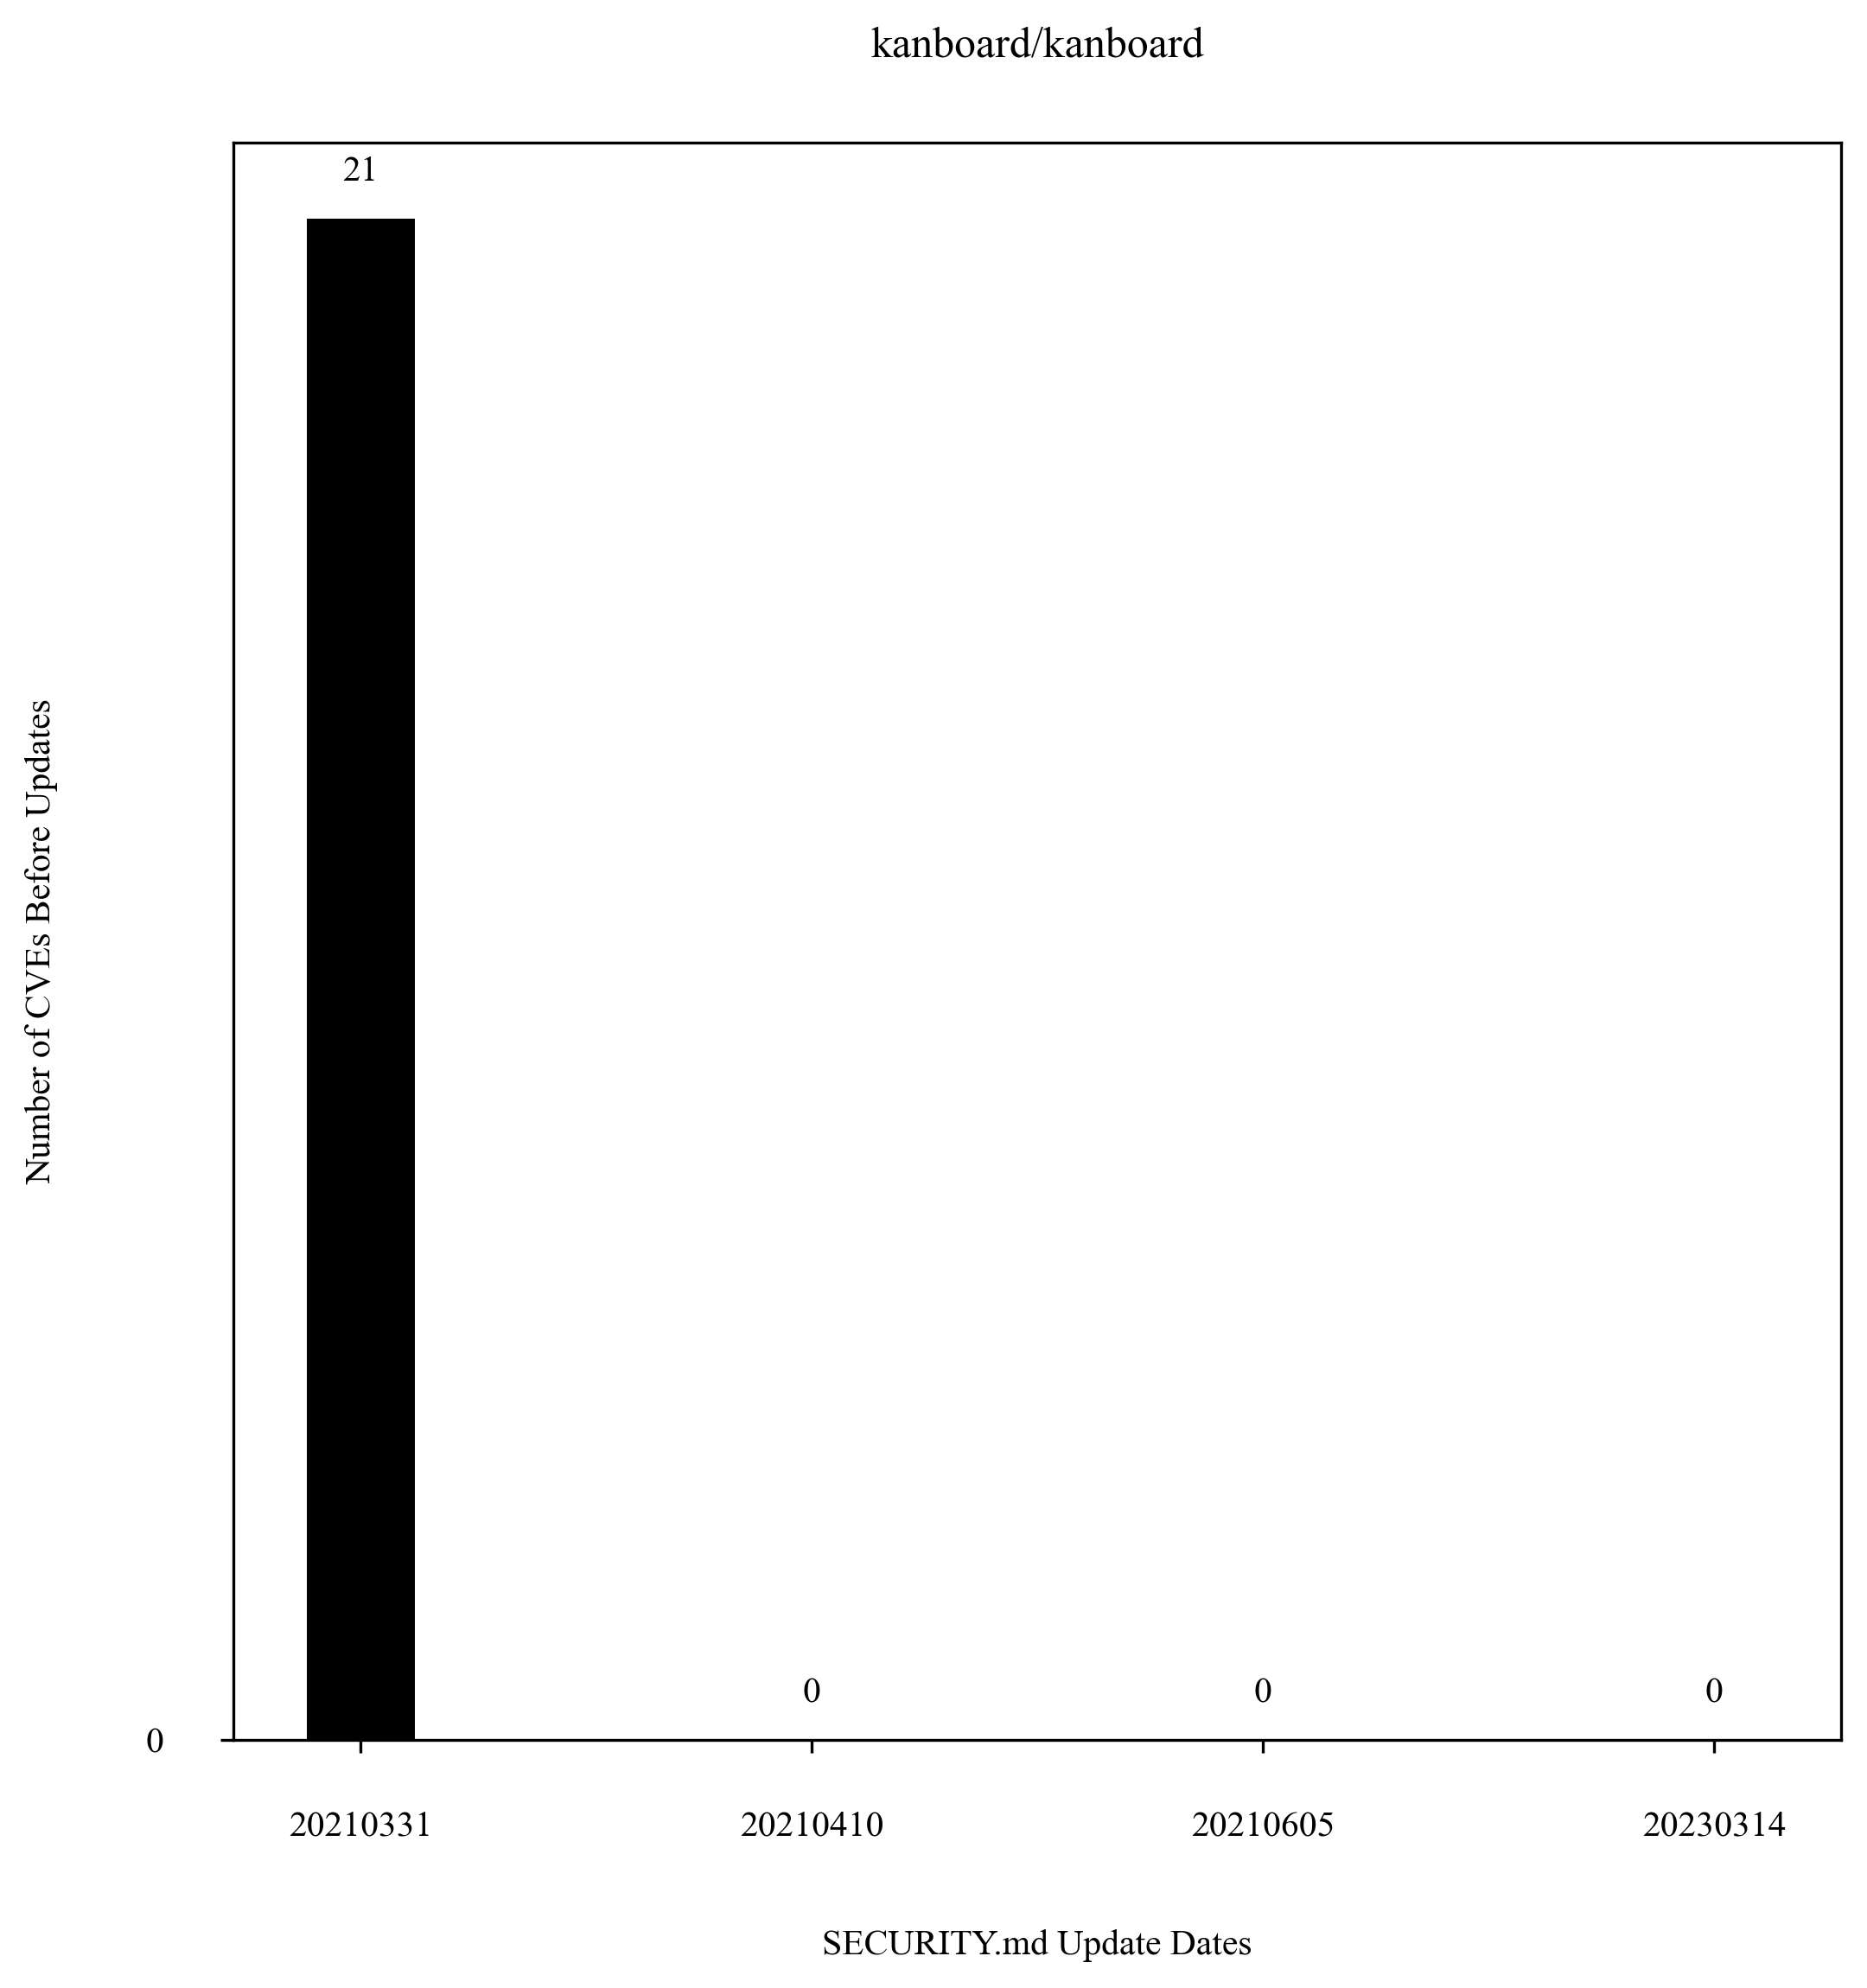 kanboard/kanboard
21
Number of CVEs Before Updates
0 0 0
0
20210331 20210410 20210605 20230314
SECURITY.md Update Dates